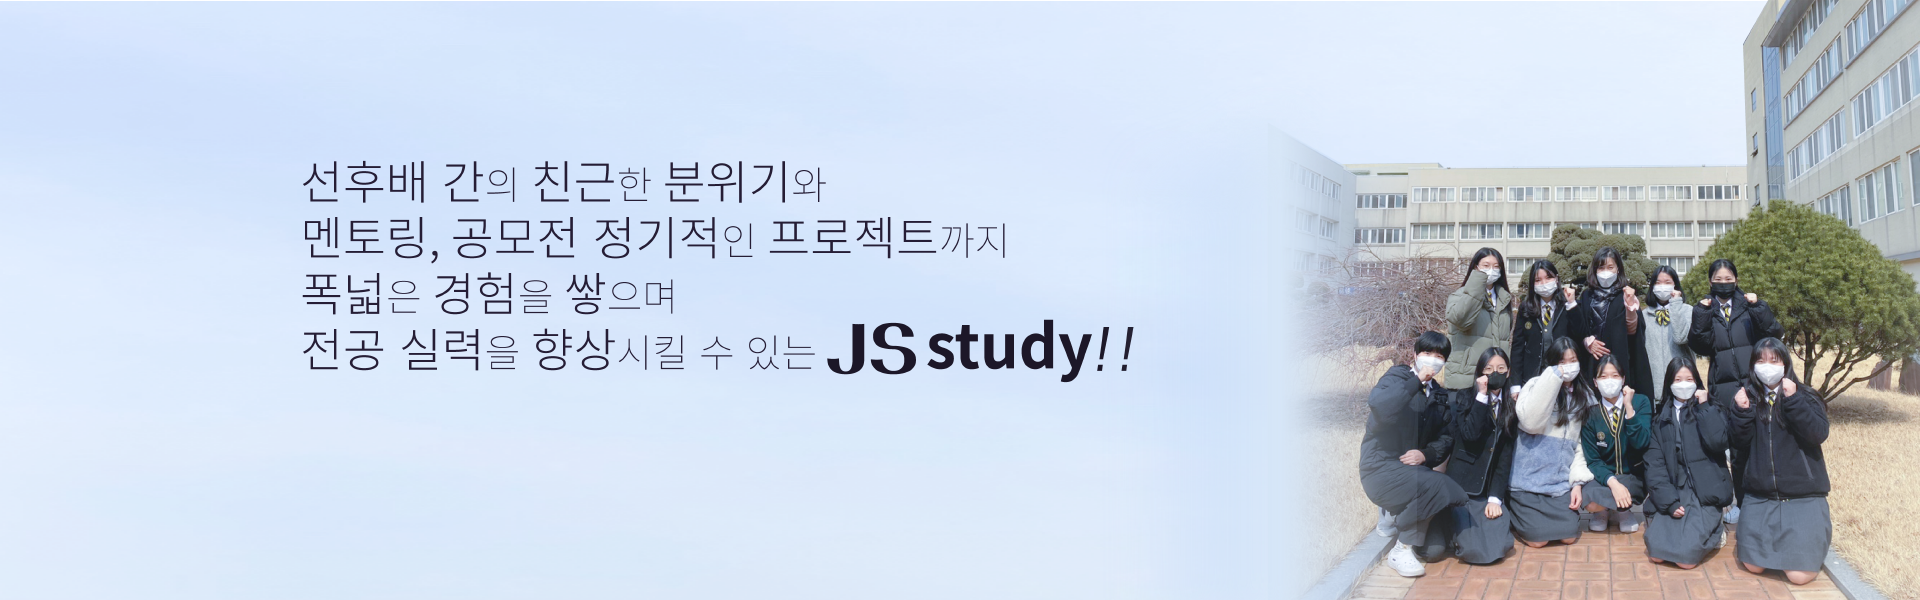 선후배 간의 친근한 분위기와
멘토링, 공모전 정기적인 프로젝트까지
폭넓은 경험을 쌓으며
전공 실력을 향상시킬 수 있는 JS study!!